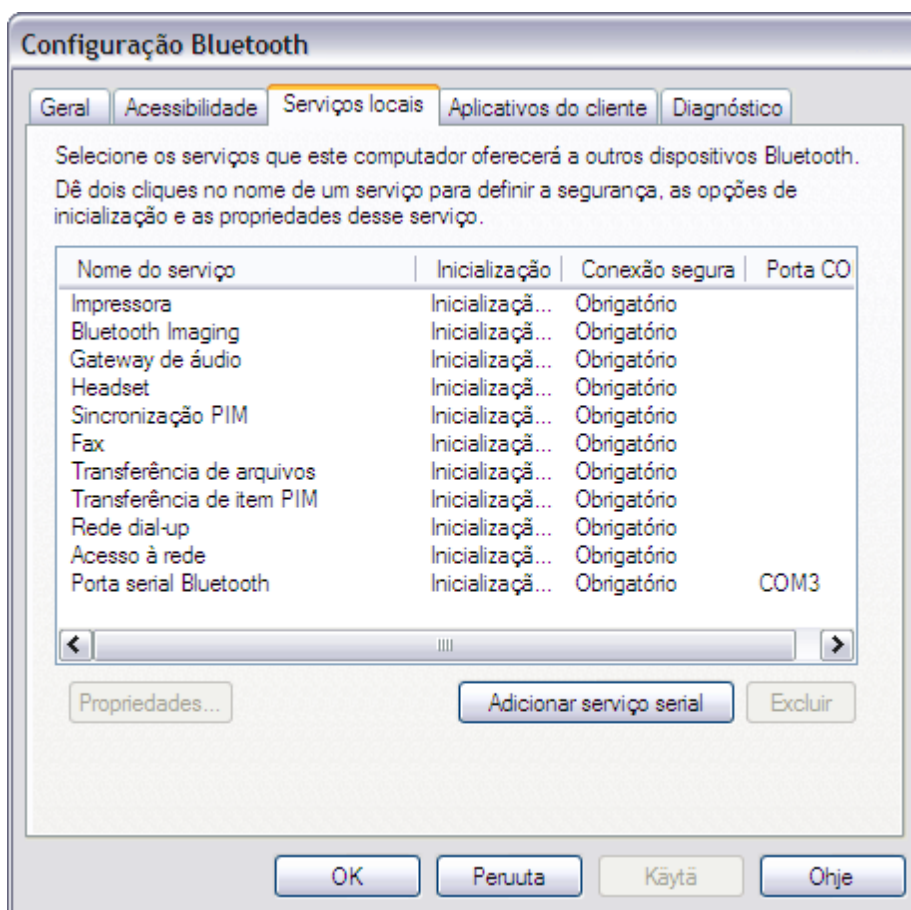 Configuração Bluetooth
Geral Acessibilidade Serviços locais Aplicativos do cliente Diagnóstico
Selecione os serviços que este computador oferecerá a outros dispositivos Bluetooth.
Dê dois cliques no nome de um serviço para definir a segurança, as opções de
inicialização e as propriedades desse serviço.
Nome do serviço Inicialização Conexão segura Porta CO
Impressora Inicializaçã... Obrigatório
Bluetooth Imaging Inicializaçã... Obrigatório
Gateway de áudio Inicializaçã... Obrigatório
Headset Inicializaçã... Obrigatório
Sincronização PIM Inicializaçã... Obrigatório
Fax Inicializaçã... Obrigatório
Transferência de arquivos Inicializaçã... Obrigatório
Transferência de item PIM Inicializaçã... Obrigatório
Rede dial-up Inicializaçã... Obrigatório
Acesso à rede Inicializaçã... Obrigatório
Porta serial Bluetooth Inicializaçã... Obrigatório COM3
Propriedades... Adicionar serviço serial Excluir
OK Peruuta Käytä Ohje